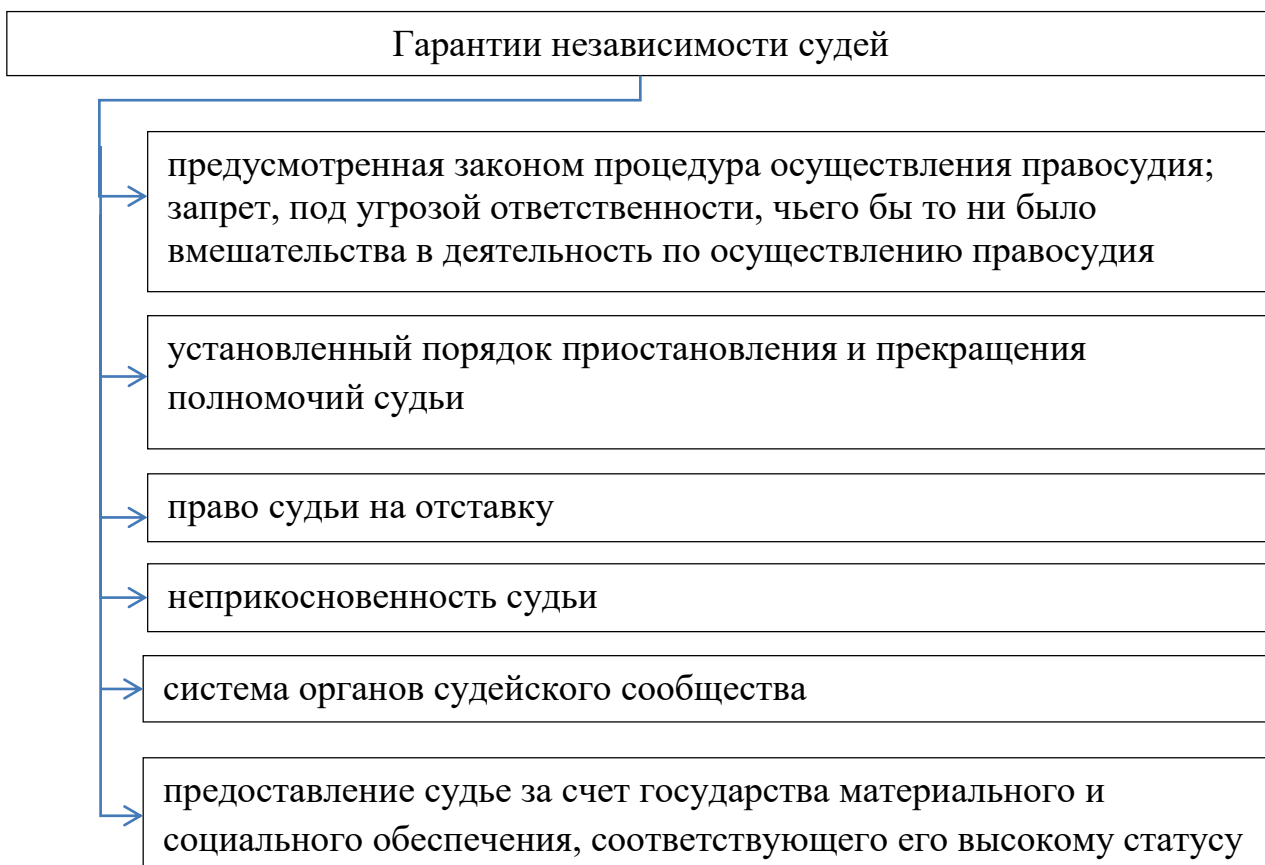 Гарантии независимости судей
предусмотренная законом процедура осуществления правосудия;
запрет, под угрозой ответственности, чьего бы то ни было
вмешательства в деятельность по осуществлению правосудия
установленный порядок приостановления и прекращения
полномочий судьи
право судьи на отставку
неприкосновенность судьи
система органов судейского сообщества
предоставление судье за счет государства материального и
социального обеспечения, соответствующего его высокому статусу